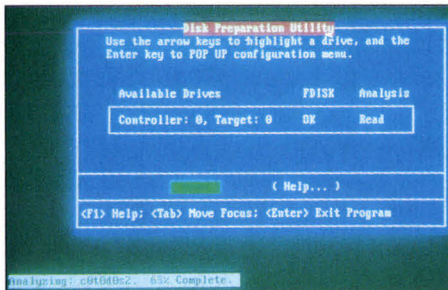 Disk Preparation Utility
Use the arrow keys to highlight a drive, and the
Enter key to POP UP configuration menu.
Available Drives FDISK Analysis
Controller: 0, Target: 0 OK Read
( Help... )
<F1> Help; <Tab> Move Focus; <Enter> Exit Program
Analyzing: c0t0d0s2, 65% Complete.